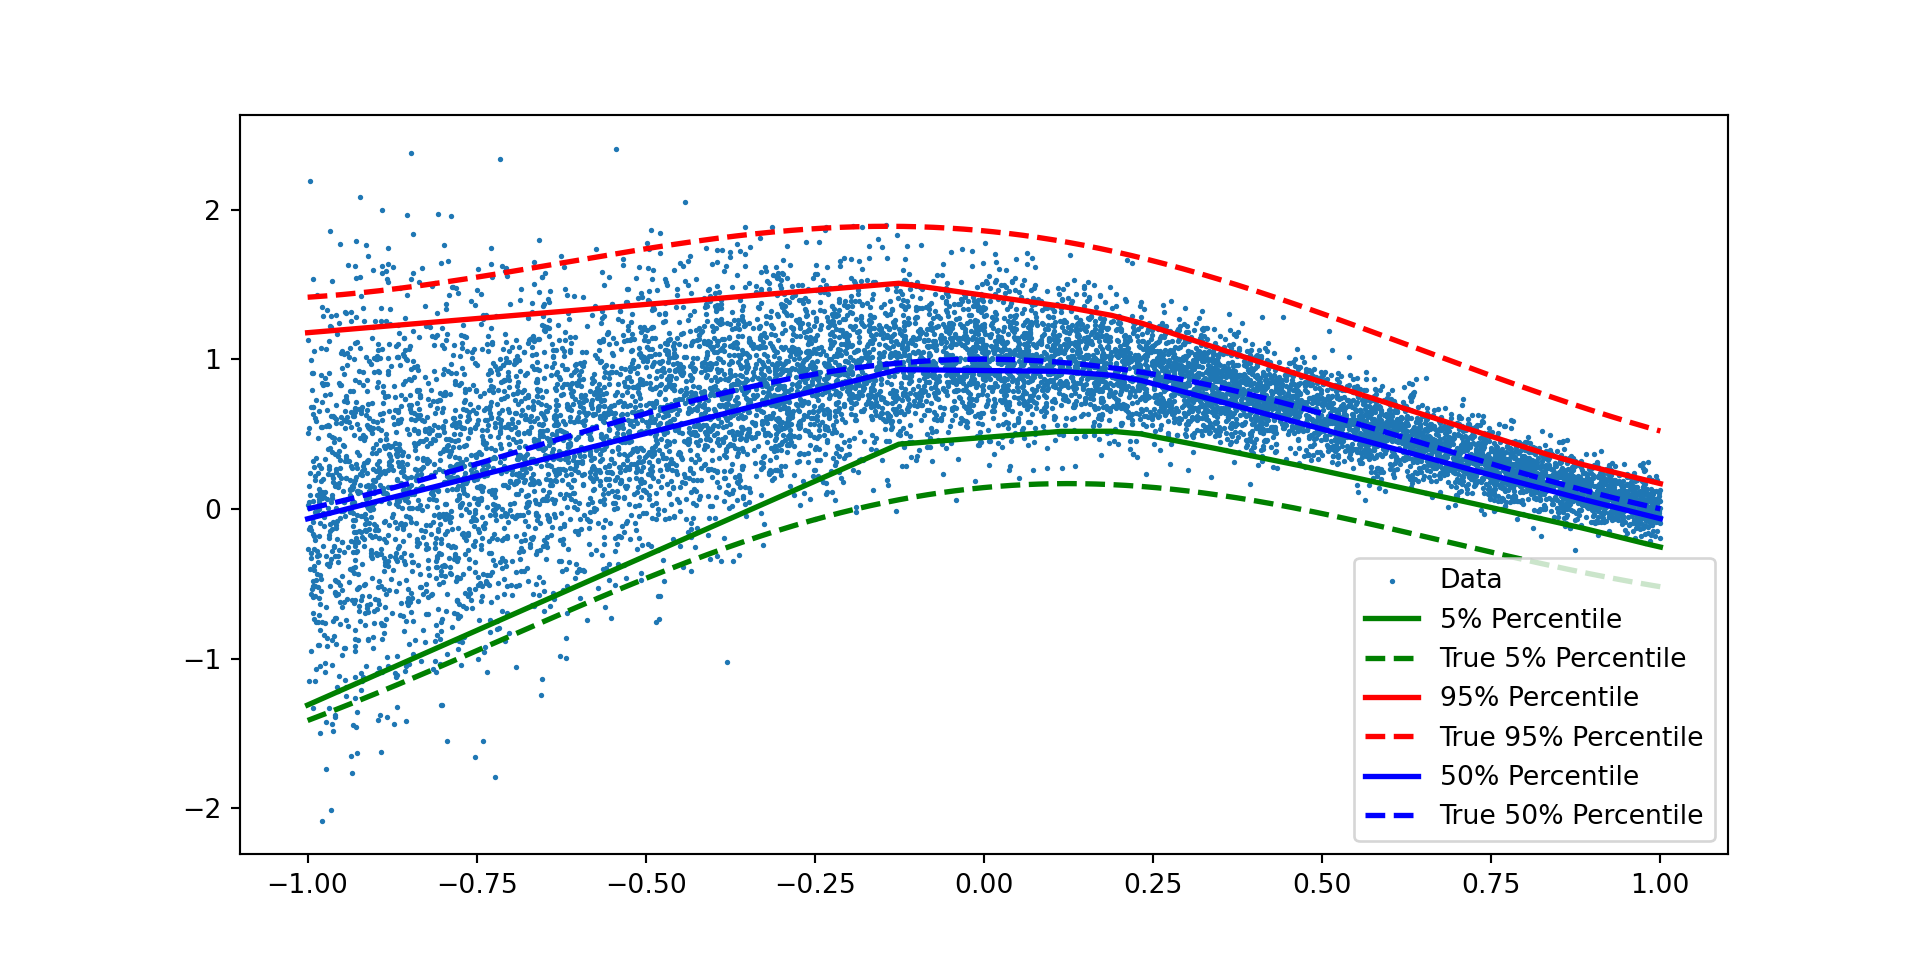 2
1
0
−1
−2
−1.00 −0.75 −0.50 −0.25 0.00 0.25 0.50 0.75 1.00
Data
5% Percentile
True 5% Percentile
95% Percentile
True 95% Percentile
50% Percentile
True 50% Percentile